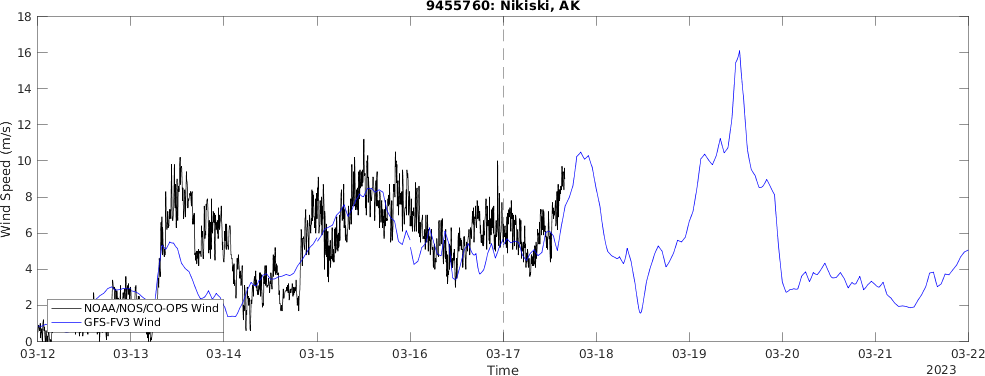 9455760: Nikiski, AK
Wind Speed (m/s)
18
16
14
12
10
8
6
4
2
0
NOAA/NOS/CO-OPS Wind
GFS-FV3 Wind
03-12 03-13 03-14 03-15 03-16 03-17 03-18 03-19 03-20 03-21 03-22
Time
2023